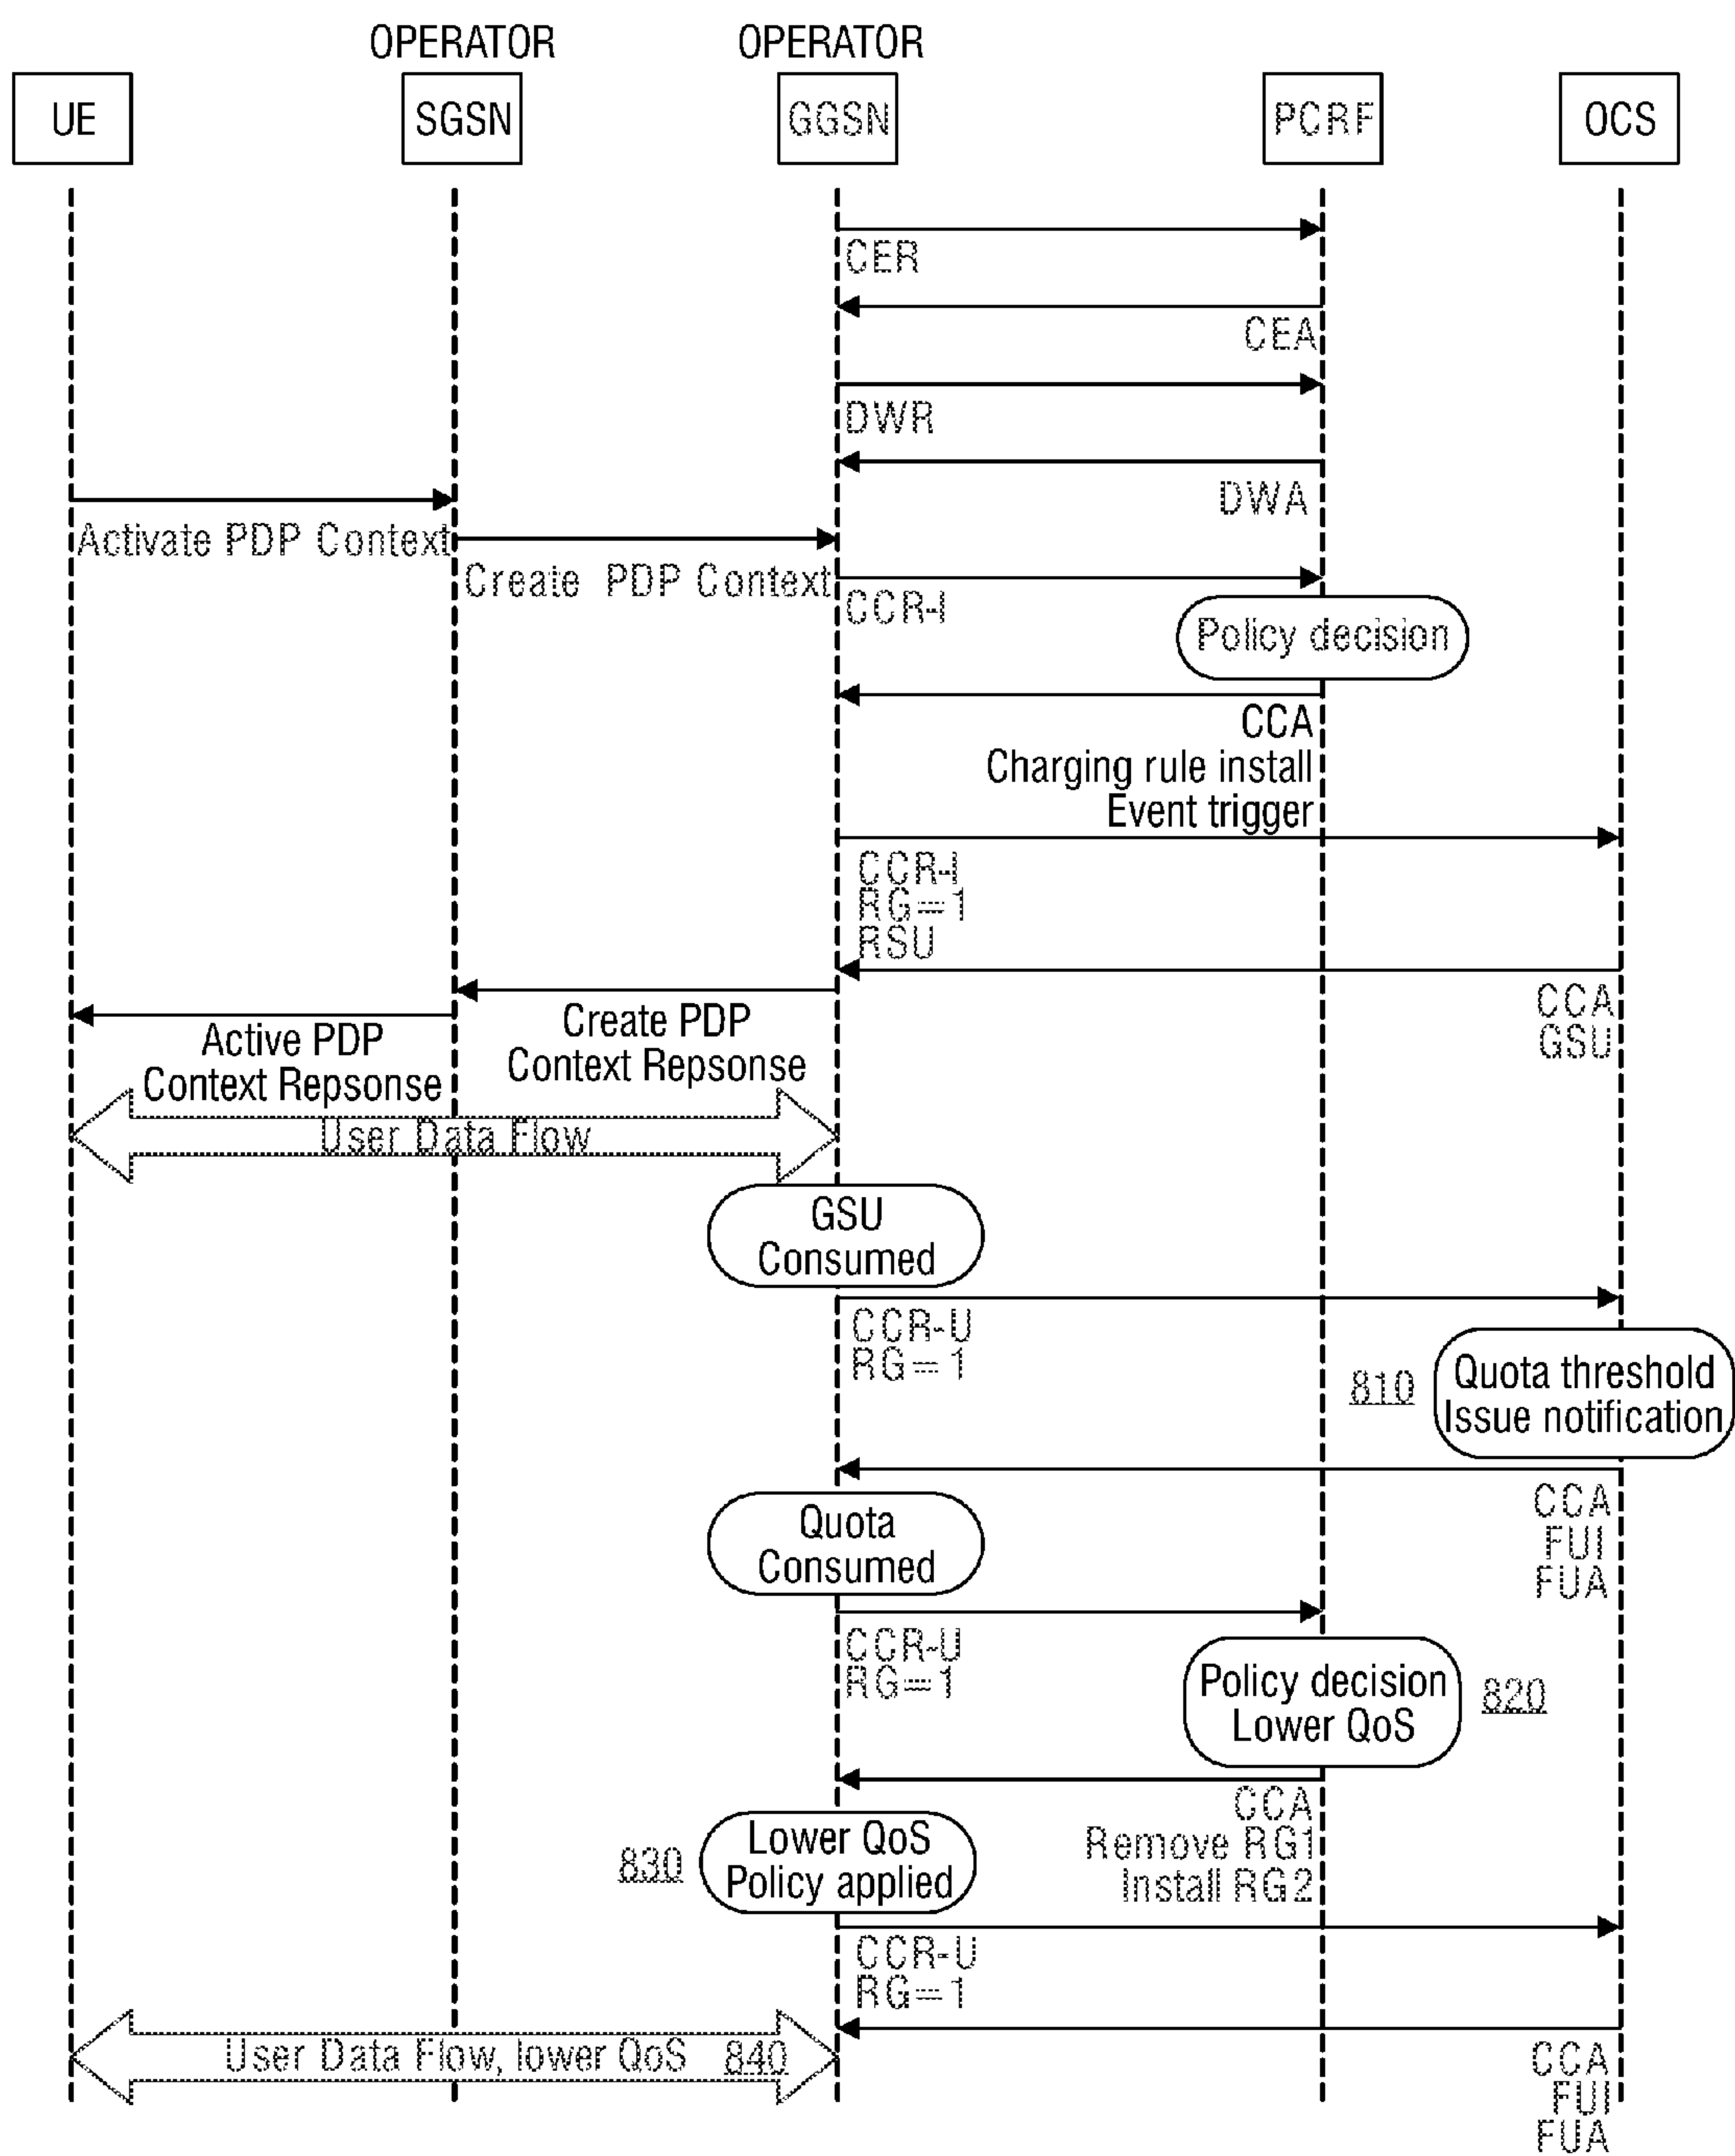 OPERATOR OPERATOR
UE SGSN GGSN PCRF OCS
CER
CEA
DWR
DWA
Activate PDP Context
Create PDP Context
CCR-I
Policy decision
CCA
Charging rule install
Event trigger
CCR-I
RG=1
RSU
CCA
GSU
Create PDP
Context Repsonse
Active PDP
Context Repsonse
User Data Flow
GSU
Consumed
CCR-U
RG=1
810
Quota threshold
Issue notification
CCA
FUI
FUA
Quota
Consumed
CCR-U
RG=1
Policy decision
Lower QoS
820
CCA
Remove RG1
Install RG2
830
Lower QoS
Policy applied
CCR-U
RG=1
User Data Flow, lower QoS 840
CCA
FUI
FUA